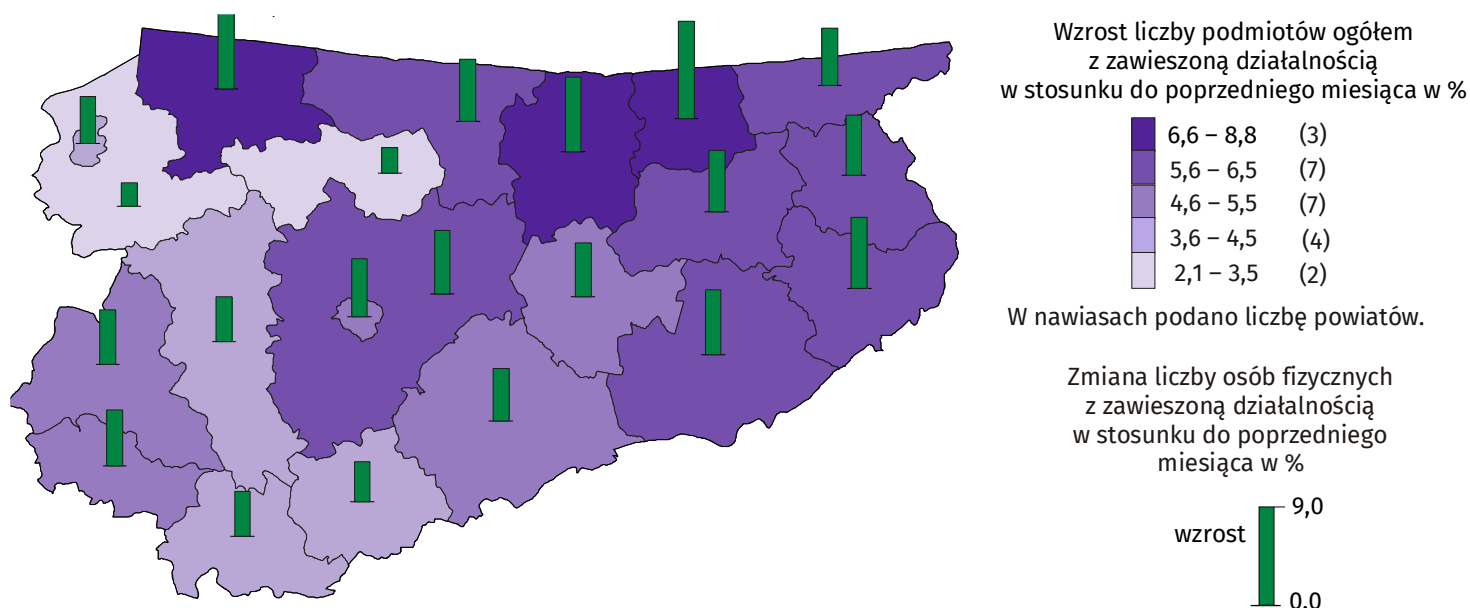 Wzrost liczby podmiotów ogółem
z zawieszoną działalnością
w stosunku do poprzedniego miesiąca w %
6,6 – 8,8 (3)
5,6 – 6,5 (7)
4,6 – 5,5 (7)
3,6 – 4,5 (4)
2,1 – 3,5 (2)
W nawiasach podano liczbę powiatów.
Zmiana liczby osób fizycznych
z zawieszoną działalnością
w stosunku do poprzedniego
miesiąca w %
9,0
wzrost
0,0